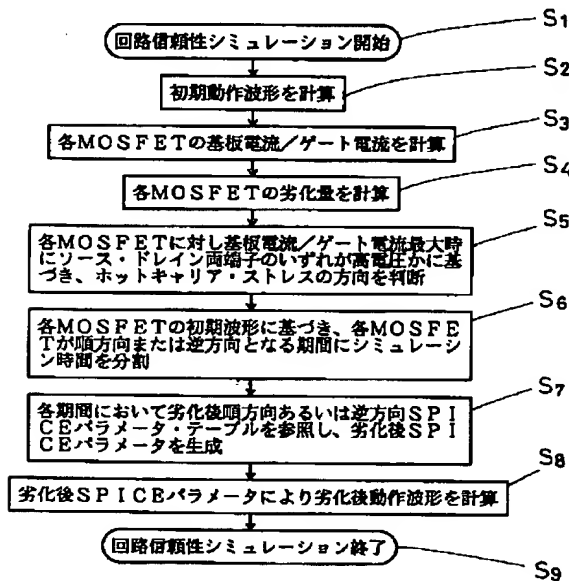 回路信頼性シミュレーション開始
S1
初期動作波形を計算
S2
各MOSFETの基板電流/ゲート電流を計算
S3
各MOSFETの劣化量を計算
S4
各MOSFETに対し基板電流/ゲート電流最大時
にソース・ドレイン両端子のいずれが高電圧かに基
づき、ホットキャリア・ストレスの方向を判断
S5
各MOSFETの初期波形に基づき、各MOSFE
Tが順方向または逆方向となる期間にシミュレーショ
ン時間を分割
S6
各期間において劣化後順方向あるいは逆方向SPI
CEパラメータ・テーブルを参照し、劣化後SPI
CEパラメータを生成
S7
劣化後SPICEパラメータにより劣化後動作波形を計算
S8
回路信頼性シミュレーション終了
S9